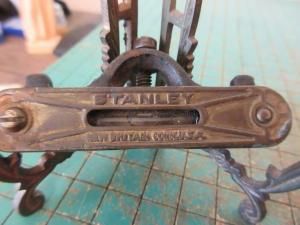 STANLEY
NEW BRITAIN, CONN. U.S.A.